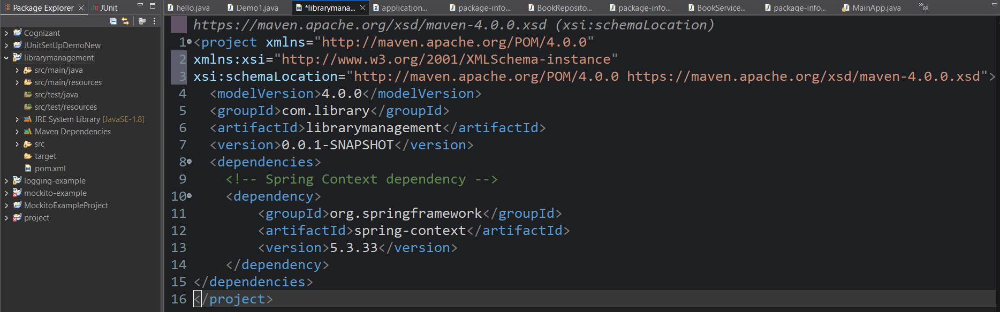 Package Explorer
JUnit
hello.java
Demo1.java
*librarymana...
application...
package-info...
BookReposito...
package-info...
BookService...
package-info...
MainApp.java
»89
Cognizant
JUnitSetUpDemoNew
librarymanagement
src/main/java
src/main/resources
src/test/java
src/test/resources
JRE System Library [JavaSE-1.8]
Maven Dependencies
src
target
pom.xml
logging-example
mockito-example
MockitoExampleProject
project
https://maven.apache.org/xsd/maven-4.0.0.xsd (xsi:schemaLocation)
1 <project xmlns="http://maven.apache.org/POM/4.0.0"
2 xmlns:xsi="http://www.w3.org/2001/XMLSchema-instance"
3 xsi:schemaLocation="http://maven.apache.org/POM/4.0.0 https://maven.apache.org/xsd/maven-4.0.0.xsd">
4 <modelVersion>4.0.0</modelVersion>
5 <groupId>com.library</groupId>
6 <artifactId>librarymanagement</artifactId>
7 <version>0.0.1-SNAPSHOT</version>
8 <dependencies>
9 <!-- Spring Context dependency -->
10 <dependency>
11 <groupId>org.springframework</groupId>
12 <artifactId>spring-context</artifactId>
13 <version>5.3.33</version>
14 </dependency>
15 </dependencies>
16 </project>